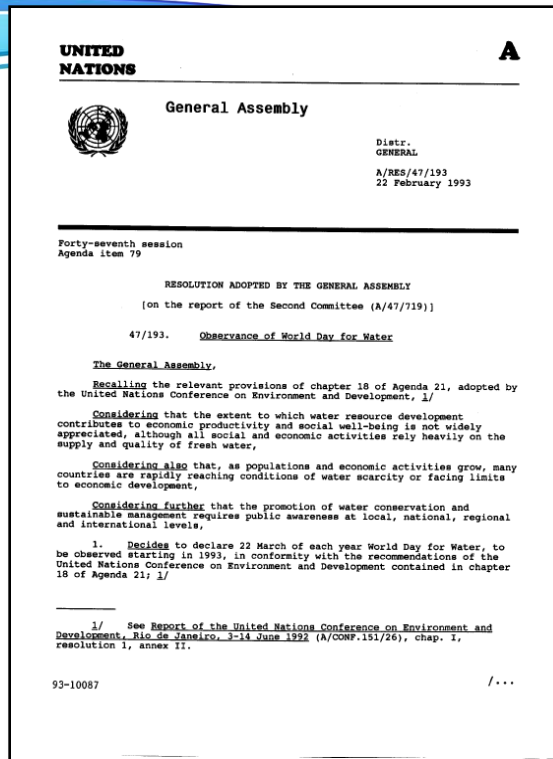 UNITED
NATIONS
A
General Assembly
Distr.
GENERAL
A/RES/47/193
22 February 1993
Forty-seventh session
Agenda item 79
RESOLUTION ADOPTED BY THE GENERAL ASSEMBLY
[on the report of the Second Committee (A/47/719)]
47/193. Observance of World Day for Water
The General Assembly,
Recalling the relevant provisions of chapter 18 of Agenda 21, adopted by
the United Nations Conference on Environment and Development, 1/
Considering that the extent to which water resource development
contributes to economic productivity and social well-being is not widely
appreciated, although all social and economic activities rely heavily on the
supply and quality of fresh water,
Considering also that, as populations and economic activities grow, many
countries are rapidly reaching conditions of water scarcity or facing limits
to economic development,
Considering further that the promotion of water conservation and
sustainable management requires public awareness at local, national, regional
and international levels,
1. Decides to declare 22 March of each year World Day for Water, to
be observed starting in 1993, in conformity with the recommendations of the
United Nations Conference on Environment and Development contained in chapter
18 of Agenda 21; 1/
1/ See Report of the United Nations Conference on Environment and
Development, Rio de Janeiro, 3-14 June 1992 (A/CONF.151/26), chap. I,
resolution 1, annex II.
93-10087
/...